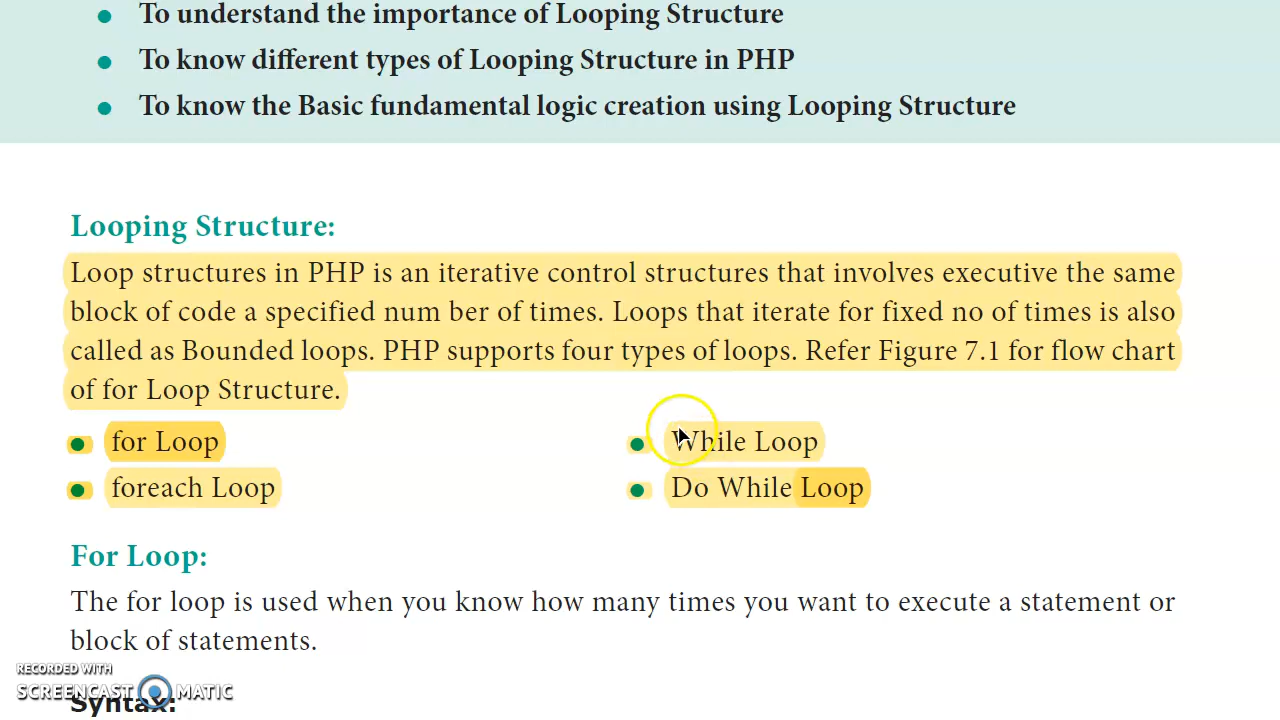 To understand the importance of Looping Structure
To know different types of Looping Structure in PHP
To know the Basic fundamental logic creation using Looping Structure
Looping Structure:
Loop structures in PHP is an iterative control structures that involves executive the same
block of code a specified num ber of times. Loops that iterate for fixed no of times is also
called as Bounded loops. PHP supports four types of loops. Refer Figure 7.1 for flow chart
of for Loop Structure.
for Loop
While Loop
foreach Loop
Do While Loop
For Loop:
The for loop is used when you know how many times you want to execute a statement or
block of statements.
RECORDED WITH
SCREENCAST MATIC
Syntax: